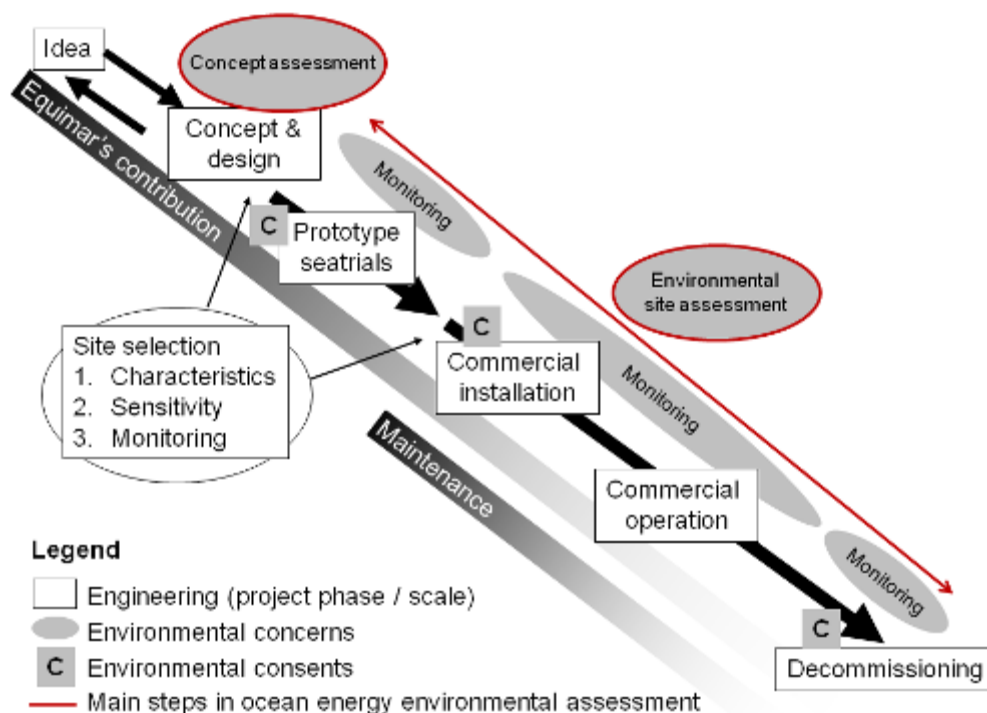 Idea
Concept assessment
Concept &
design
Equimar's contribution
Monitoring
C
Prototype
seatrials
Environmental
site assessment
Site selection
1. Characteristics
2. Sensitivity
3. Monitoring
C
Commercial
installation
Monitoring
Maintenance
Commercial
operation
Monitoring
C
Decommissioning
Legend
Engineering (project phase / scale)
Environmental concerns
C Environmental consents
Main steps in ocean energy environmental assessment